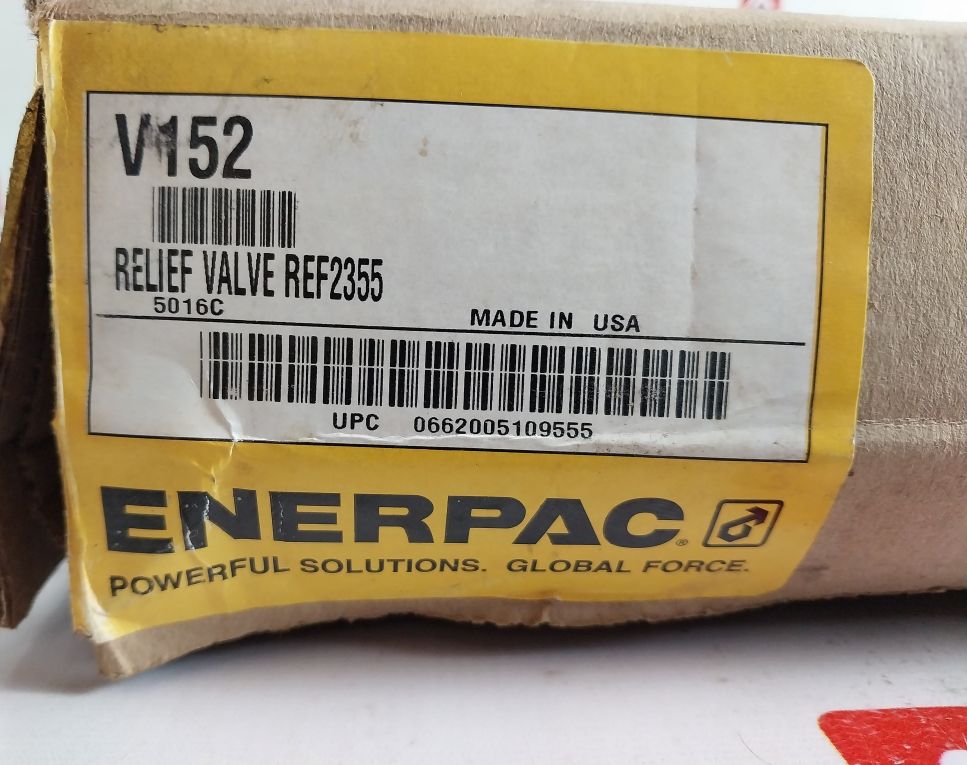 V152
RELIEF VALVE REF2355
5016C
MADE IN USA
UPC 0662005109555
ENERPAC®
POWERFUL SOLUTIONS. GLOBAL FORCE.